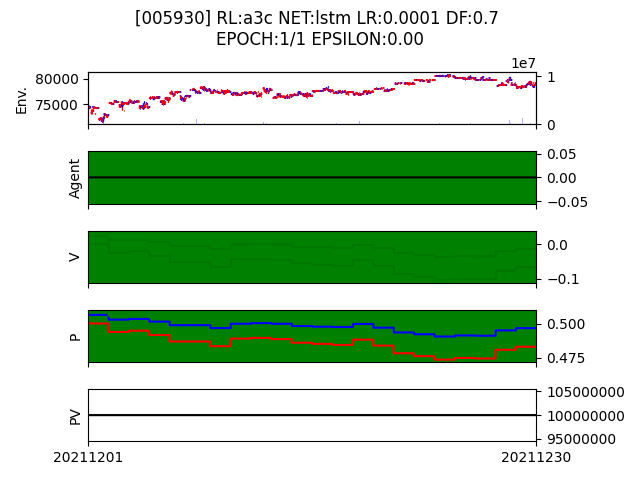 [005930] RL:a3c NET:lstm LR:0.0001 DF:0.7
EPOCH:1/1 EPSILON:0.00
1e7
Env.
80000
75000
1
0
Agent
0.05
0.00
−0.05
V
0.0
−0.1
P
0.500
0.475
PV
105000000
100000000
95000000
20211201
20211230